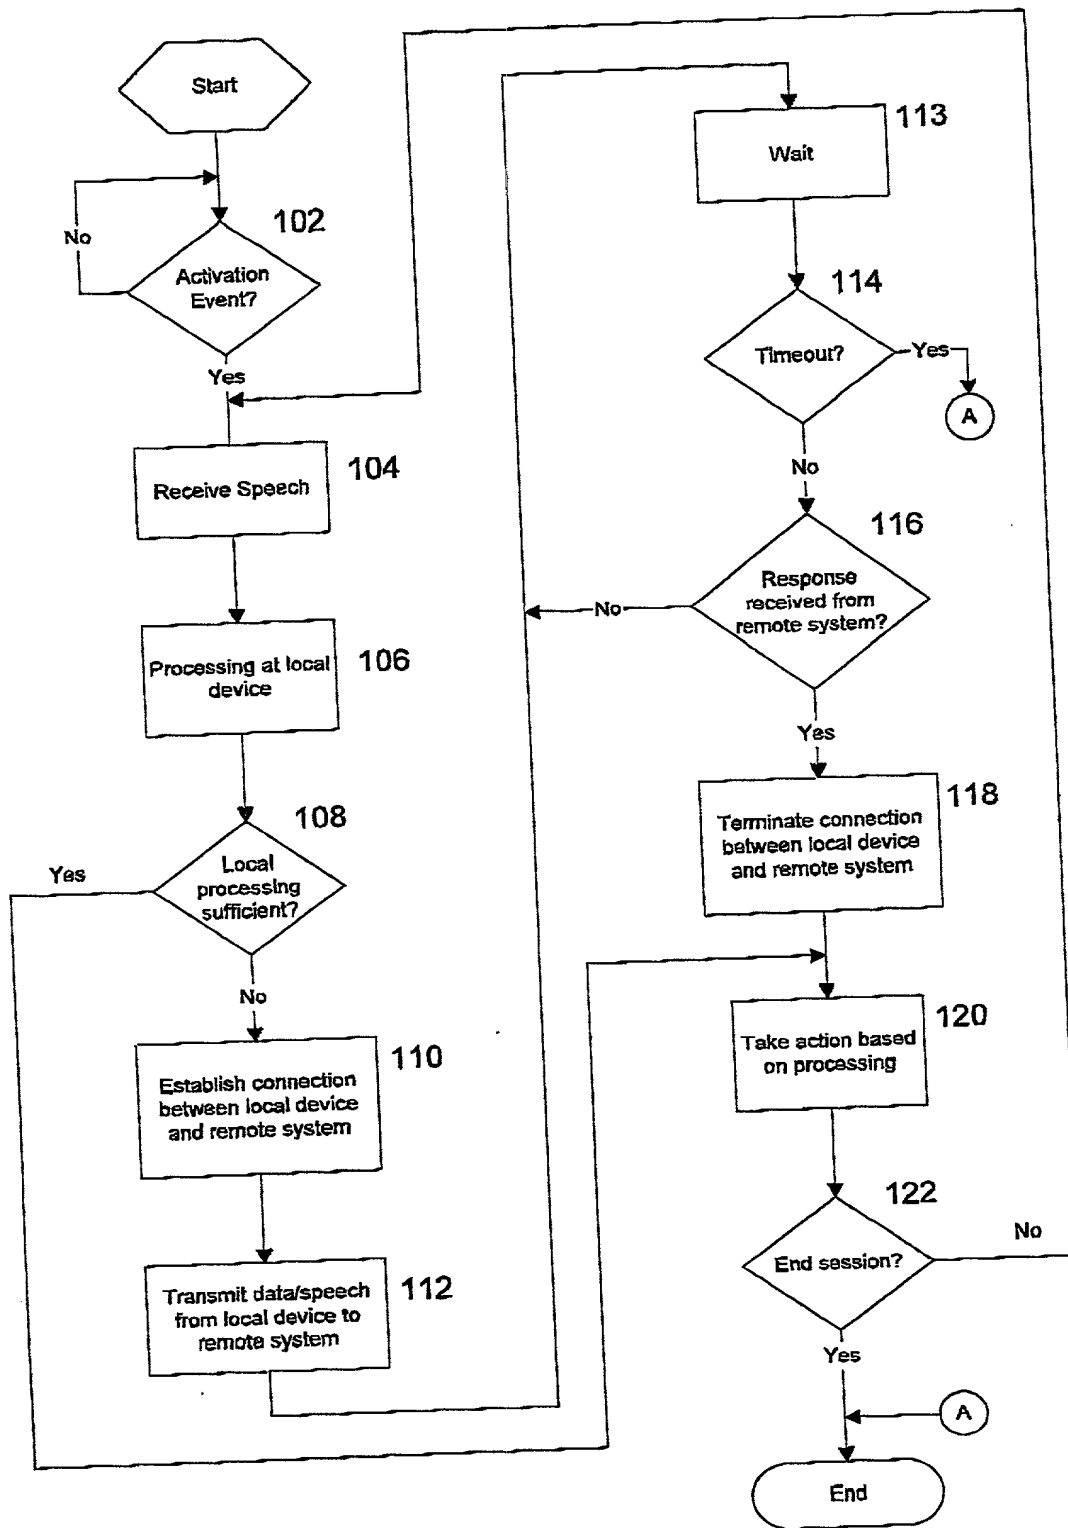 Start
102
No
Activation
Event?
Yes
104
Receive Speech
106
Processing at local
device
108
Yes
Local
processing
sufficient?
No
110
Establish connection
between local device
and remote system
112
Transmit data/speech
from local device to
remote system
113
Wait
114
Timeout?
Yes
A
No
116
Response
received from
remote system?
No
Yes
118
Terminate connection
between local device
and remote system
120
Take action based
on processing
122
No
End session?
Yes
A
End